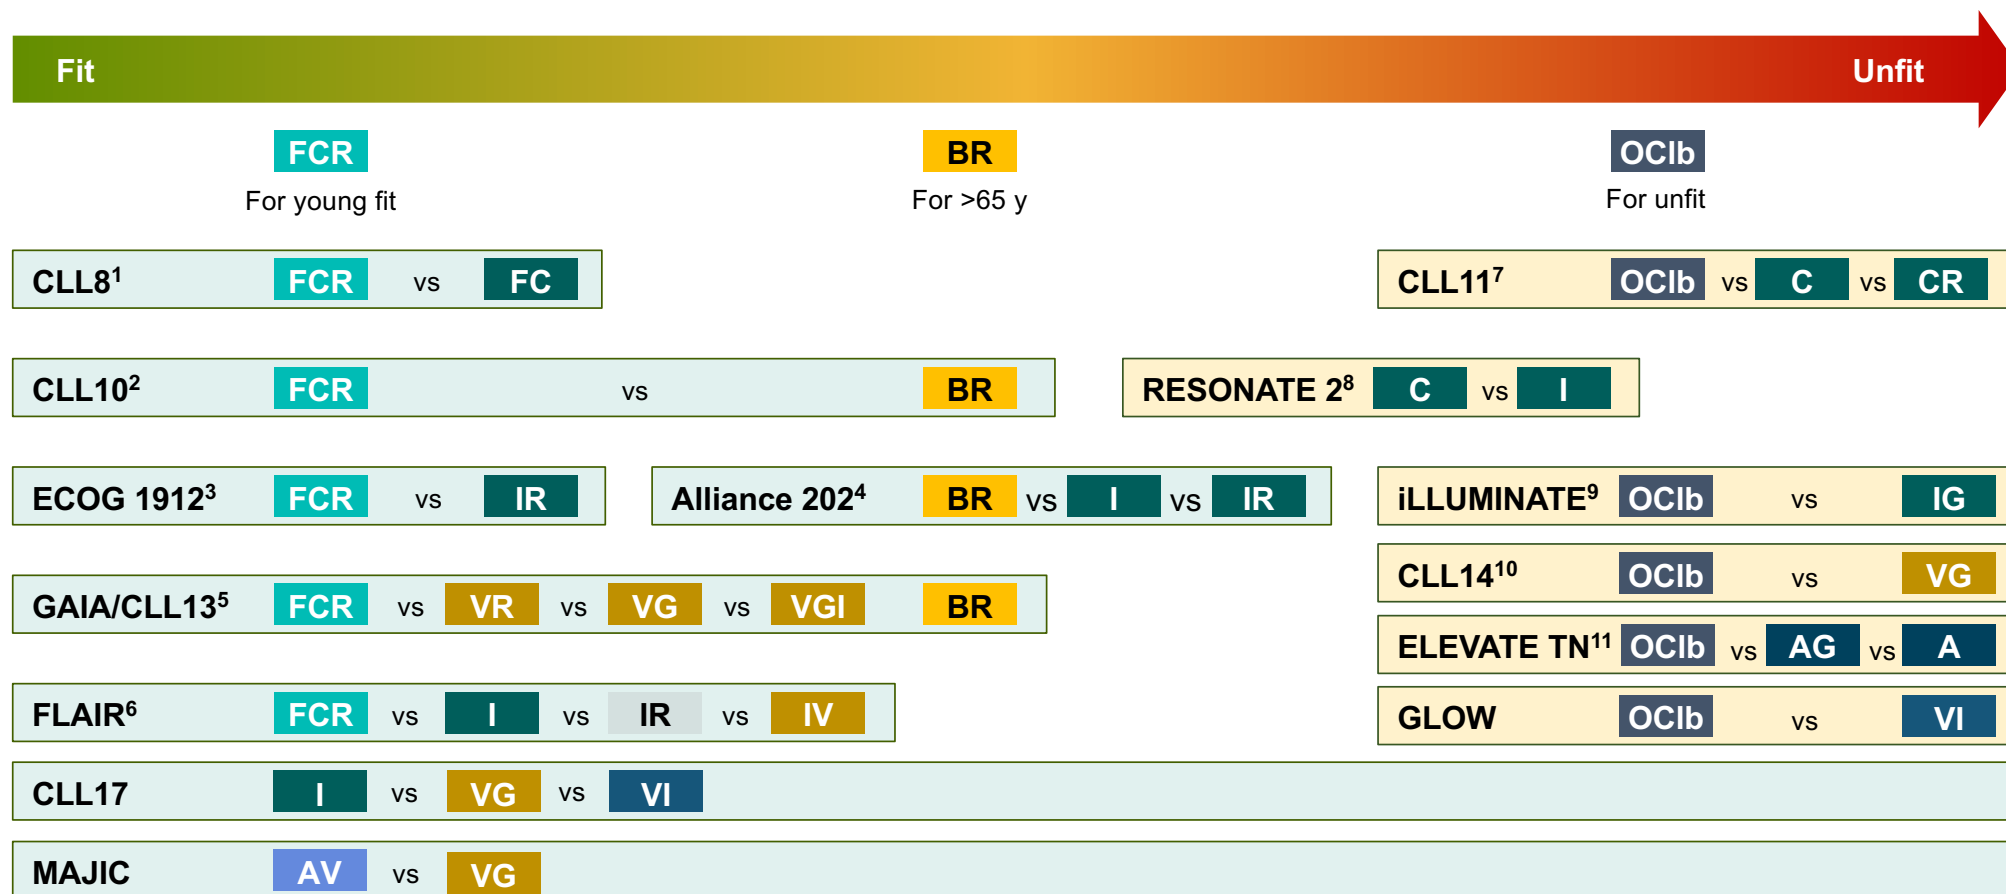 Fit Unfit
FCR BR OClb
For young fit For >65 y For unfit
CLL8¹ FCR vs FC
CLL11⁷ OClb vs C vs CR
CLL10² FCR vs BR
RESONATE 2⁸ C vs I
ECOG 1912³ FCR vs IR
Alliance 202⁴ BR vs I vs IR
iLLUMINATE⁹ OClb vs IG
CLL14¹⁰ OClb vs VG
GAIA/CLL13⁵ FCR vs VR vs VG vs VGI BR
ELEVATE TN¹¹ OClb vs AG vs A
FLAIR⁶ FCR vs I vs IR vs IV
GLOW OClb vs VI
CLL17 I vs VG vs VI
MAJIC AV vs VG